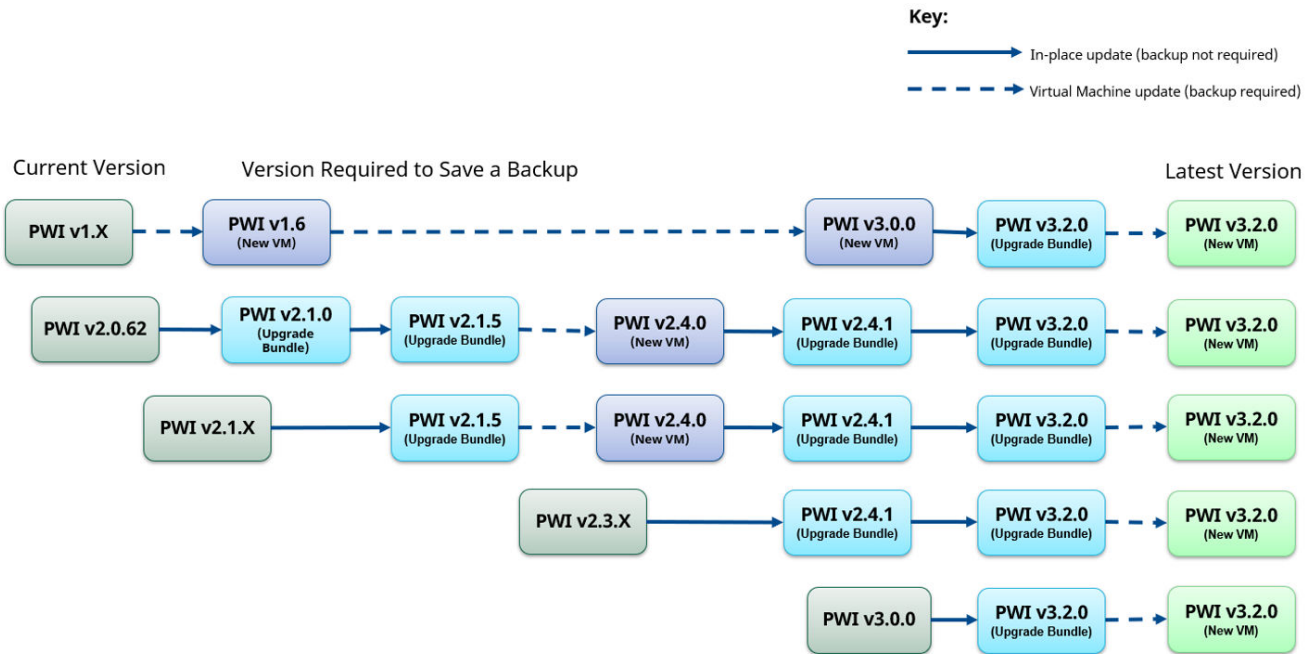 Key:
In-place update (backup not required)
Virtual Machine update (backup required)
Current Version
Version Required to Save a Backup
Latest Version
PWI v1.X
PWI v1.6
(New VM)
PWI v3.0.0
(New VM)
PWI v3.2.0
(Upgrade Bundle)
PWI v3.2.0
(New VM)
PWI v2.0.62
PWI v2.1.0
(Upgrade
Bundle)
PWI v2.1.5
(Upgrade Bundle)
PWI v2.4.0
(New VM)
PWI v2.4.1
(Upgrade Bundle)
PWI v3.2.0
(Upgrade Bundle)
PWI v3.2.0
(New VM)
PWI v2.1.X
PWI v2.1.5
(Upgrade Bundle)
PWI v2.4.0
(New VM)
PWI v2.4.1
(Upgrade Bundle)
PWI v3.2.0
(Upgrade Bundle)
PWI v3.2.0
(New VM)
PWI v2.3.X
PWI v2.4.1
(Upgrade Bundle)
PWI v3.2.0
(Upgrade Bundle)
PWI v3.2.0
(New VM)
PWI v3.0.0
PWI v3.2.0
(Upgrade Bundle)
PWI v3.2.0
(New VM)